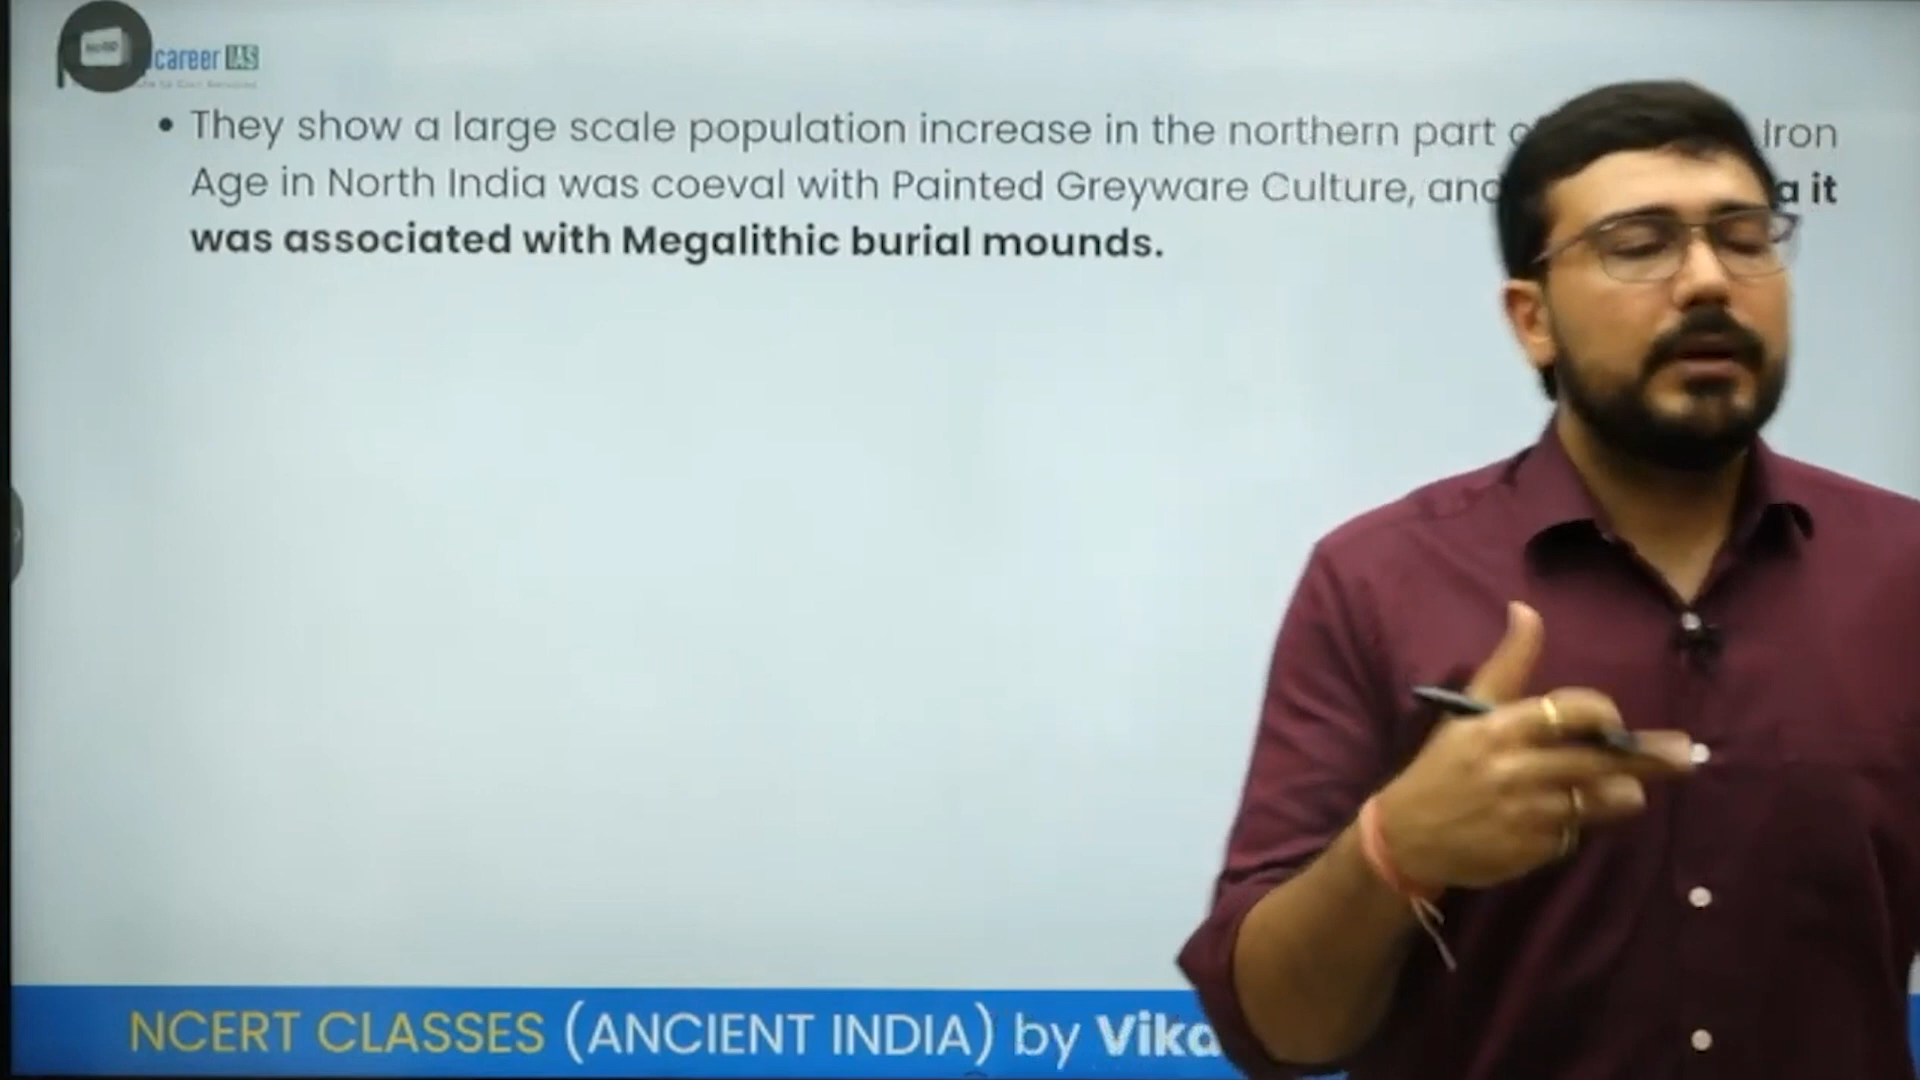 career IAS
• They show a large scale population increase in the northern part Iron
Age in North India was coeval with Painted Greyware Culture, and a it
was associated with Megalithic burial mounds.
NCERT CLASSES (ANCIENT INDIA) by Vika